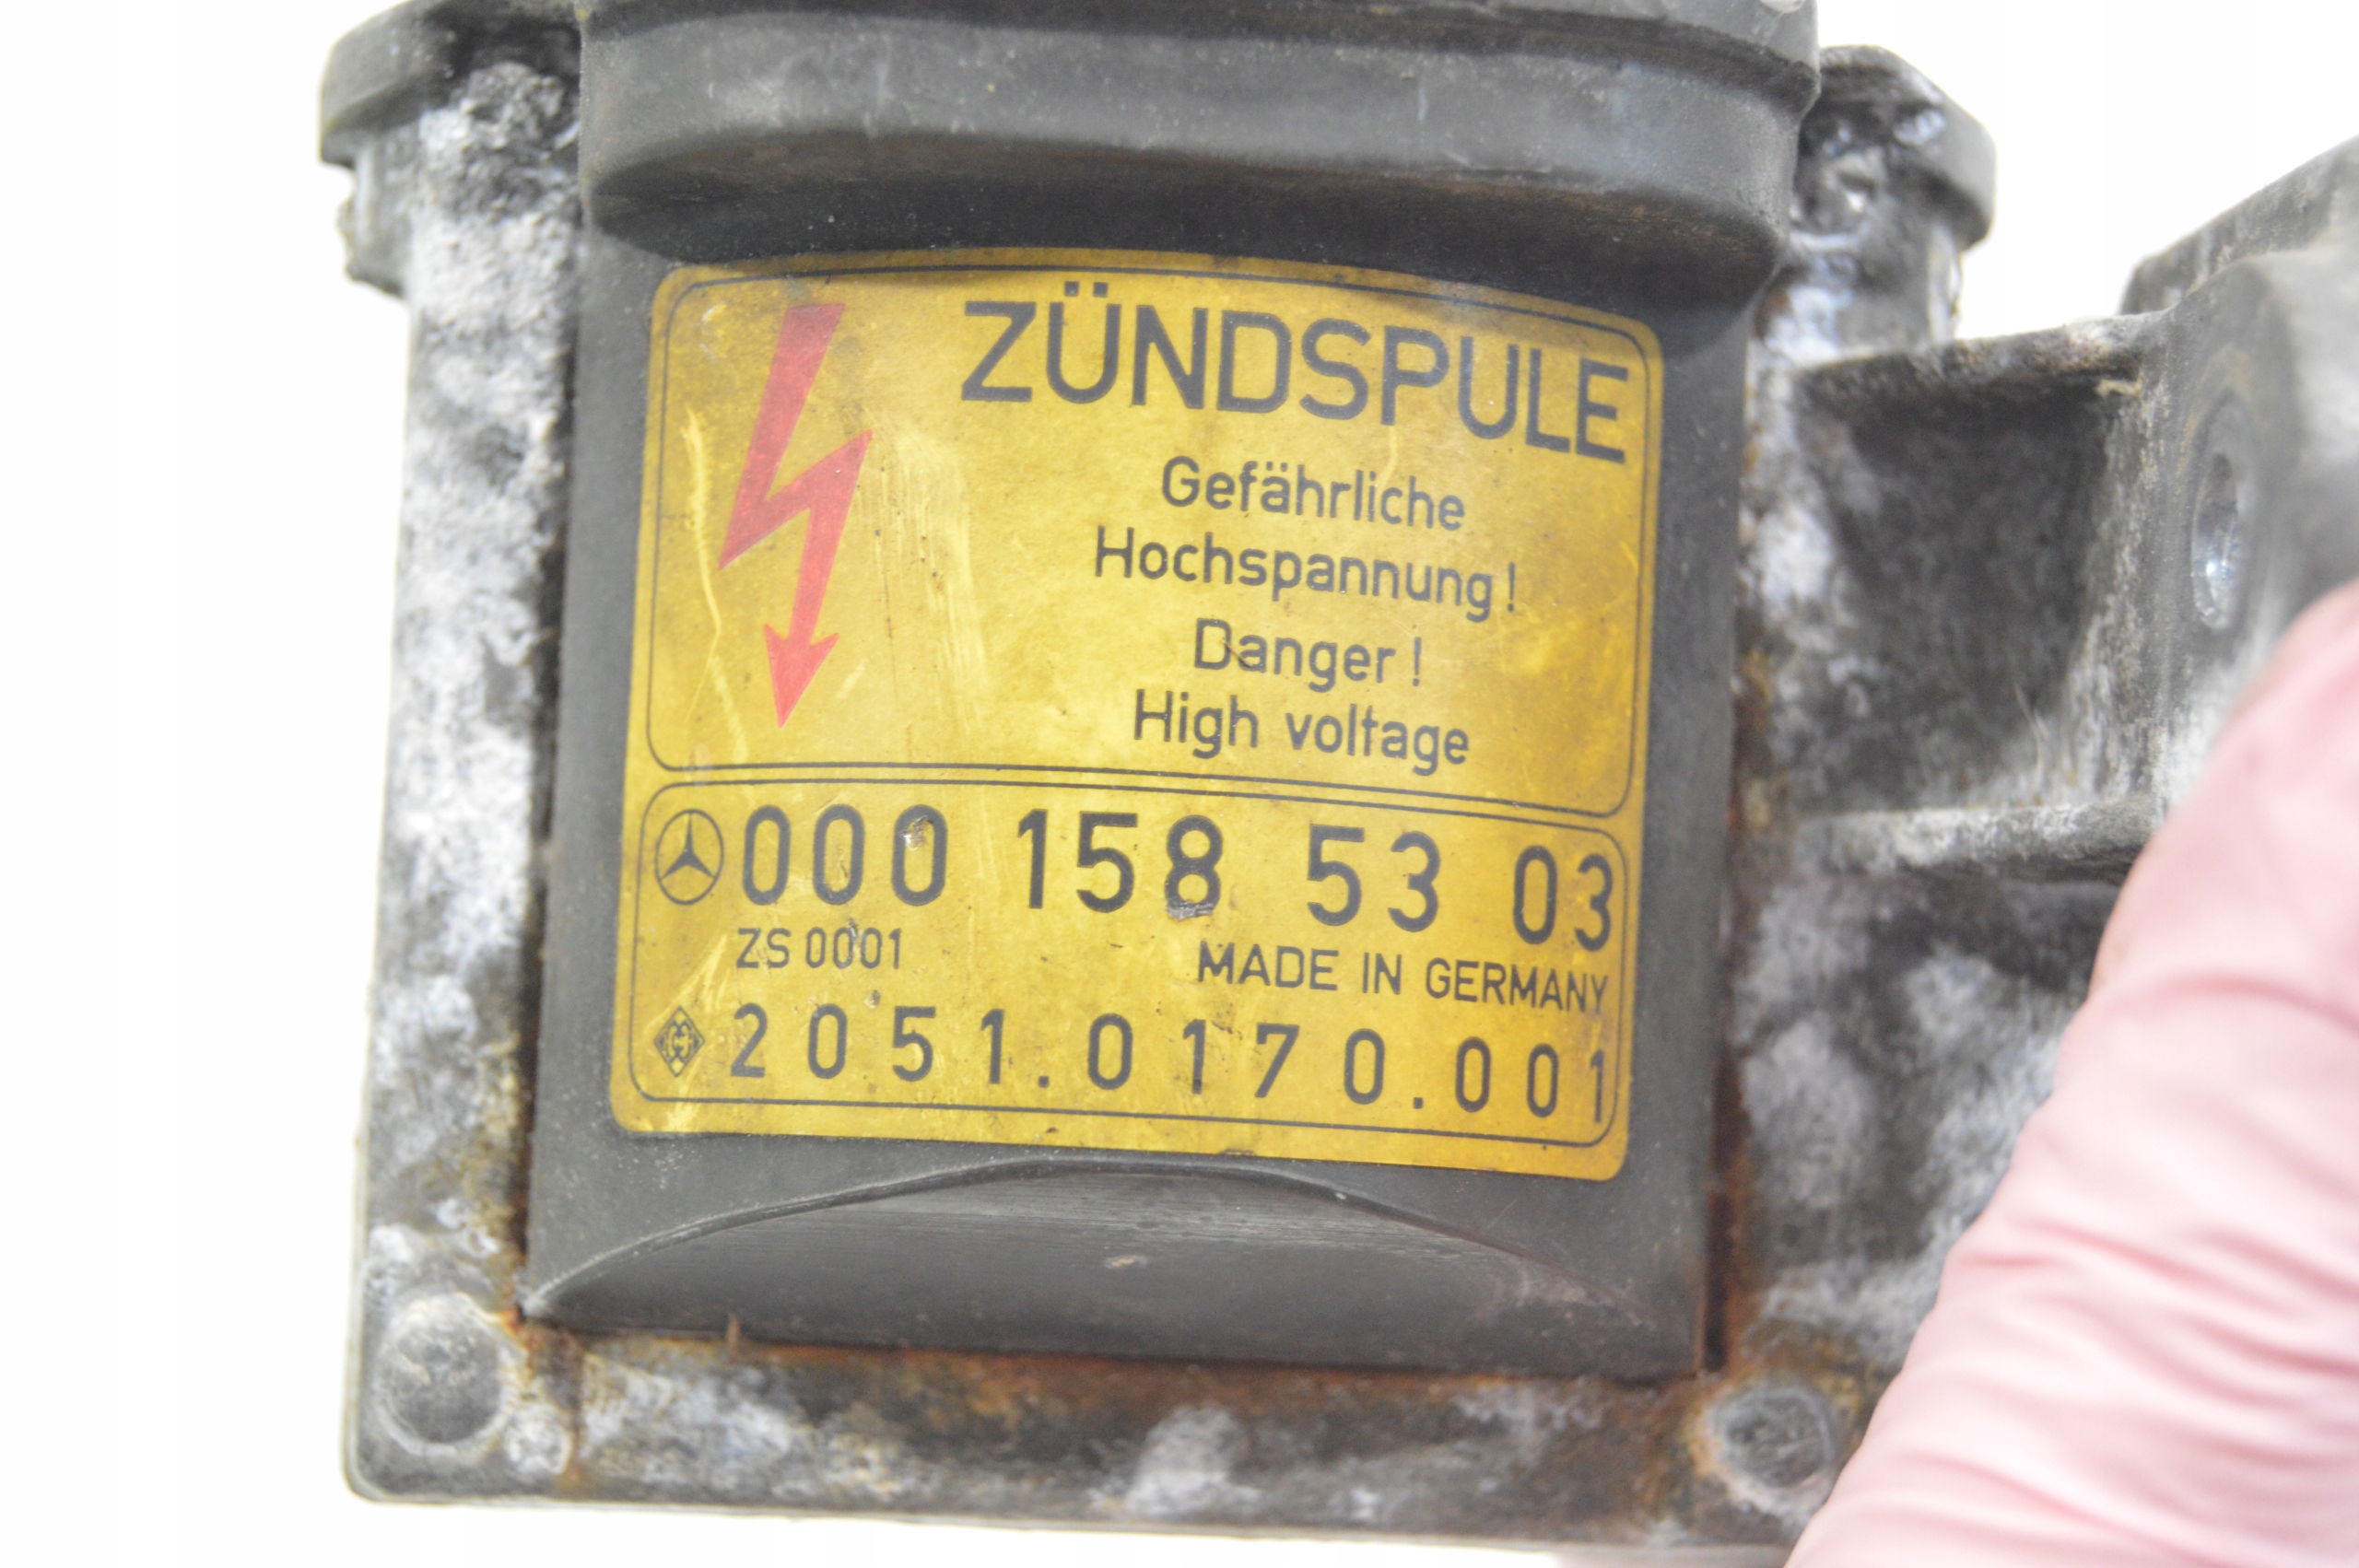 ZÜNDSPULE
Gefährliche
Hochspannung!
Danger!
High voltage
000 158 53 03
ZS 0001 MADE IN GERMANY
2051.0170.001